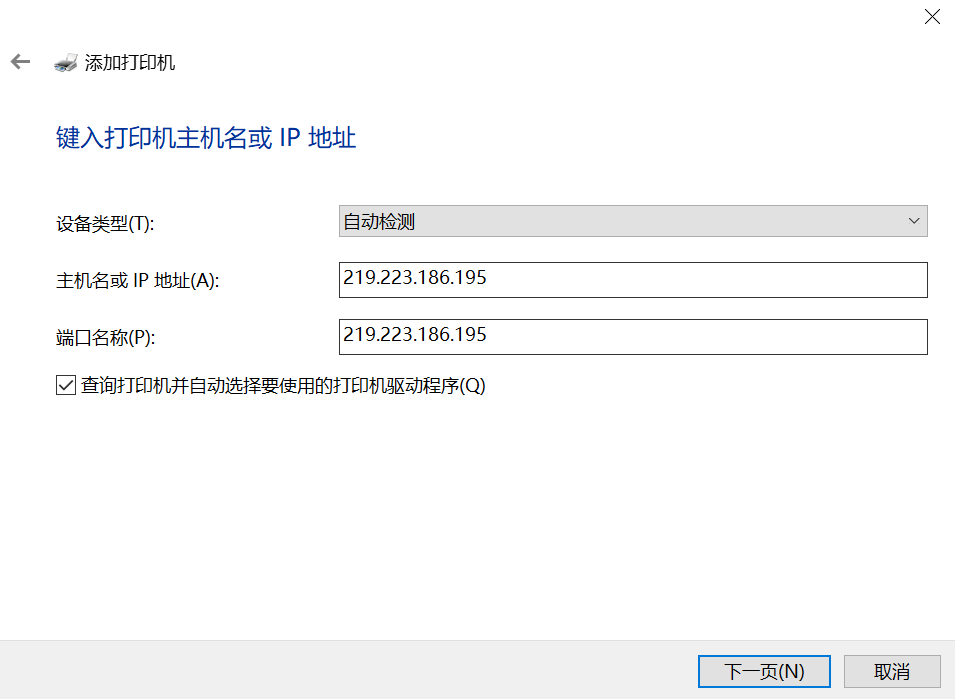 添加打印机
键入打印机主机名或 IP 地址
设备类型(T):
自动检测
主机名或 IP 地址(A):
219.223.186.195
端口名称(P):
219.223.186.195
查询打印机并自动选择要使用的打印机驱动程序(Q)
下一页(N)
取消